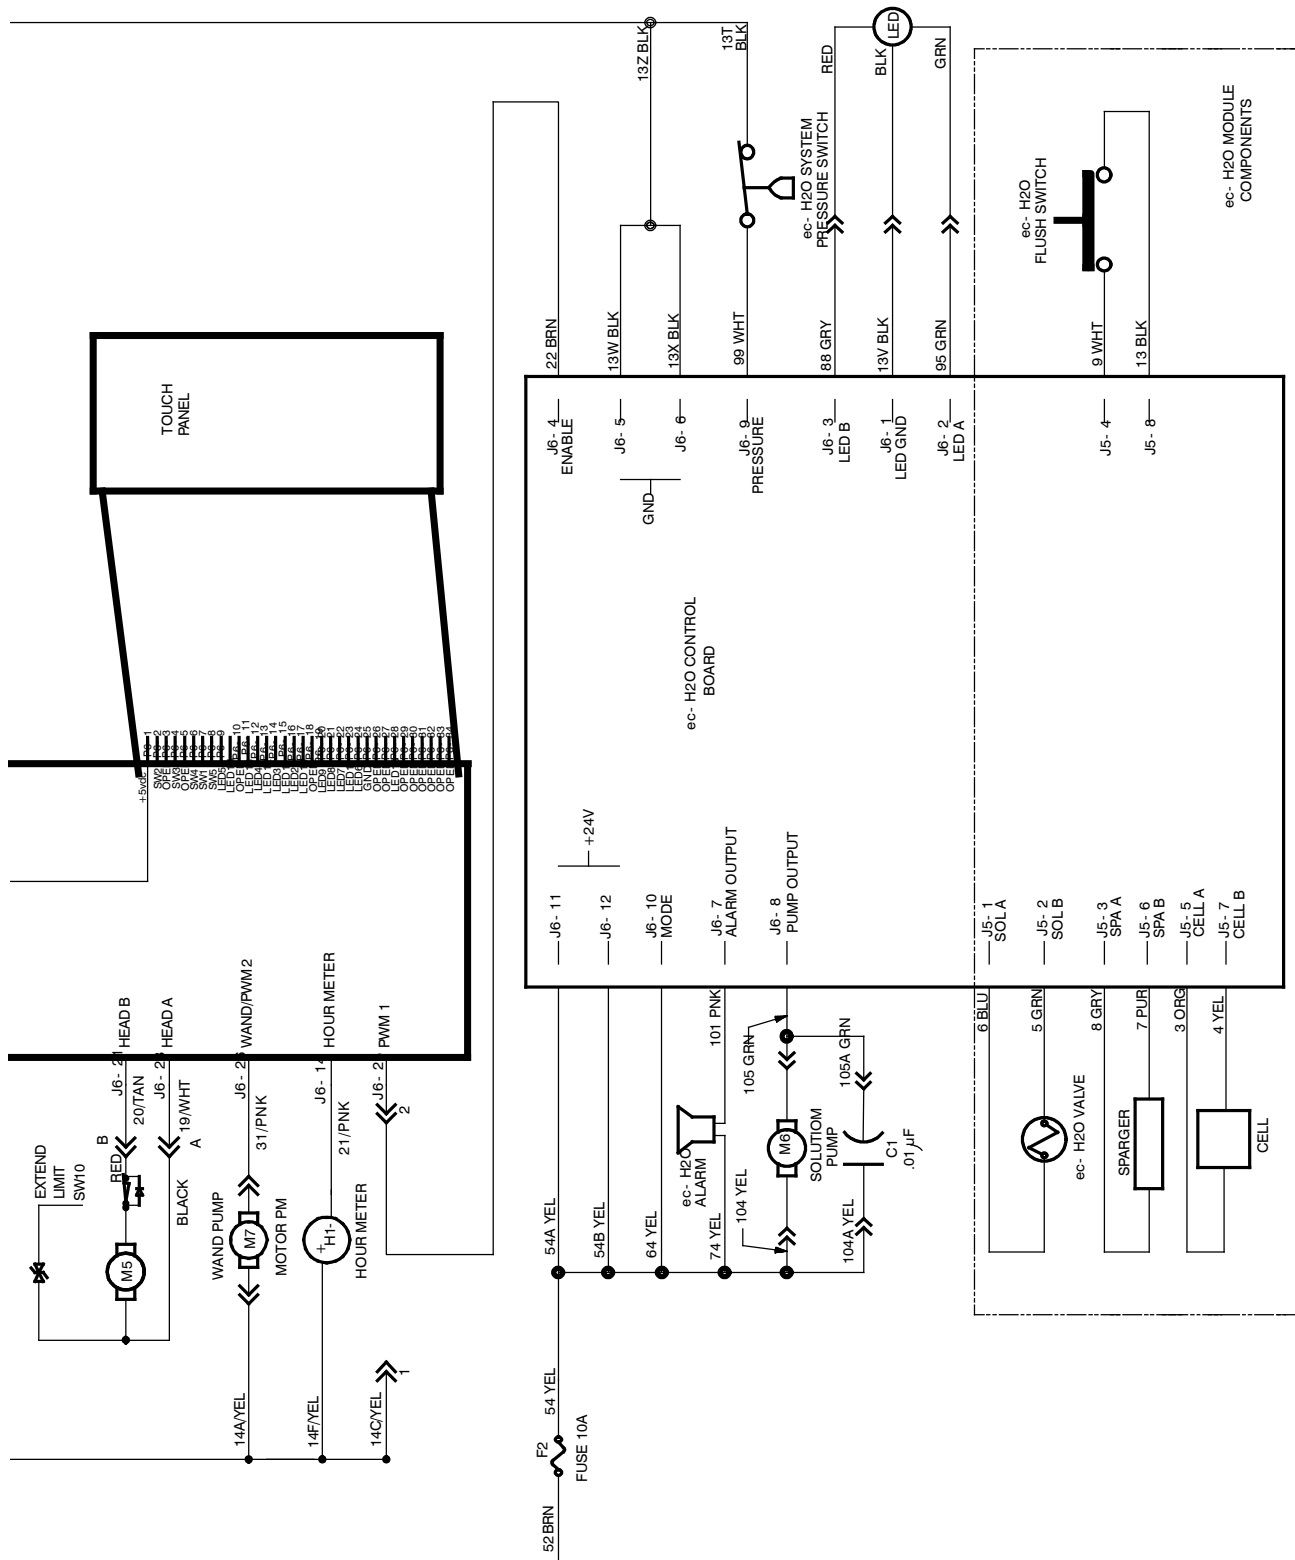 13Z BLK
13T
BLK
RED
BLK
GRN
LED
ec- H2O SYSTEM
PRESSURE SWITCH
ec- H2O
FLUSH SWITCH
ec- H2O MODULE
COMPONENTS
TOUCH
PANEL
22 BRN
13W BLK
13X BLK
99 WHT
88 GRY
13V BLK
95 GRN
9 WHT
13 BLK
J6- 4
ENABLE
J6- 5
J6- 6
GND
J6- 9
PRESSURE
J6- 3
LED B
J6- 1
LED GND
J6- 2
LED A
J5- 4
J5- 8
ec- H2O CONTROL
BOARD
+5vdc
SW2
SW3
SW4
SW1
SW5
+24V
J6- 11
J6- 12
J6- 10
MODE
J6- 7
ALARM OUTPUT
J6- 8
PUMP OUTPUT
J5- 1
SOL A
J5- 2
SOL B
J5- 3
SPA A
J5- 6
SPA B
J5- 5
CELL A
J5- 7
CELL B
HEAD B
HEAD A
WAND/PWM2
HOUR METER
PWM 1
J6- 14
20/TAN
19/WHT
31/PNK
21/PNK
2
B
A
RED
BLACK
EXTEND
LIMIT
SW10
M5
WAND PUMP
M7
MOTOR PM
+H1-
HOUR METER
14A/YEL
14F/YEL
14C/YEL
1
101 PNK
105 GRN
105A GRN
6 BLU
5 GRN
8 GRY
7 PUR
3 ORG
4 YEL
54A YEL
54B YEL
64 YEL
74 YEL
104 YEL
104A YEL
ec- H2O
ALARM
M6
SOLUTIOM
PUMP
C1
.01µF
ec- H2O VALVE
SPARGER
CELL
54 YEL
F2
FUSE 10A
52 BRN